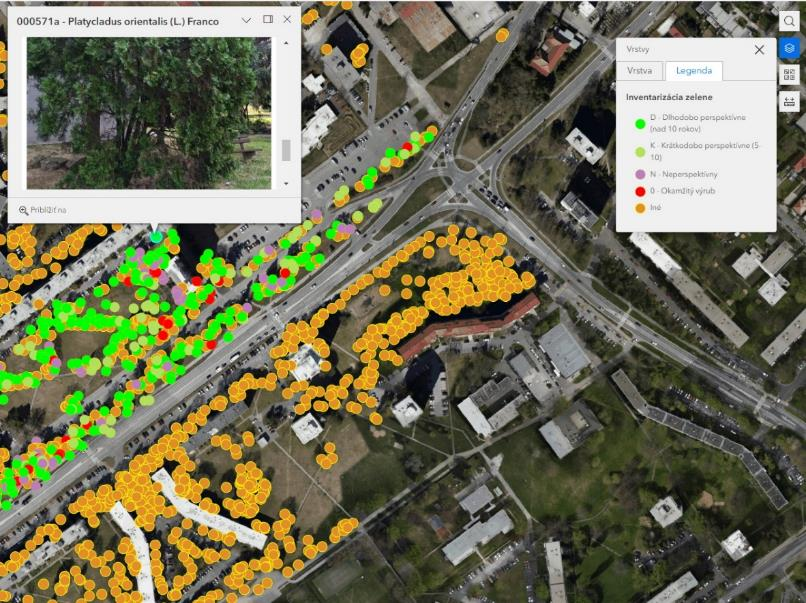 000571a - Platycladus orientalis (L.) Franco
Priblížiť na
Vrstvy
Vrstva
Legenda
Inventarizácia zelene
D - Dlhodobo perspektívne
(nad 10 rokov)
K - Krátkodobo perspektívne (5-
10)
N - Neperspektívny
0 - Okamžitý výrub
Iné